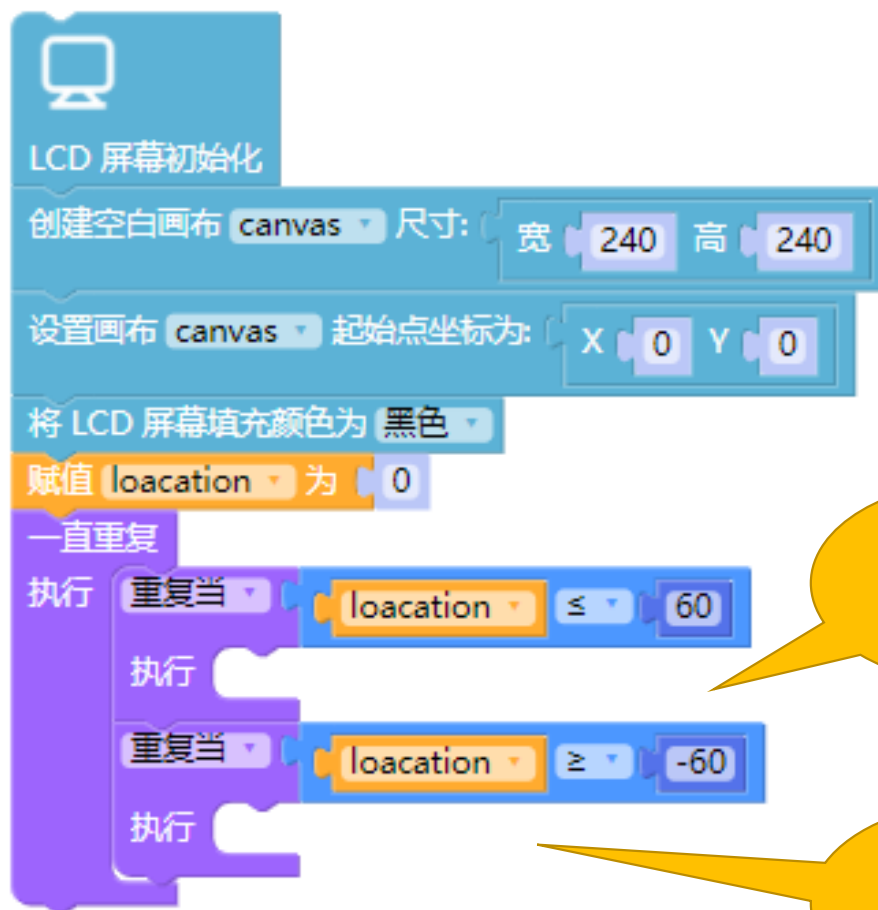 LCD 屏幕初始化
创建空白画布 canvas 尺寸: 宽 240 高 240
设置画布 canvas 起始点坐标为: X 0 Y 0
将 LCD 屏幕填充颜色为 黑色
赋值 loacation 为 0
一直重复
执行 重复当 loacation ≤ 60
执行
重复当 loacation ≥ -60
执行